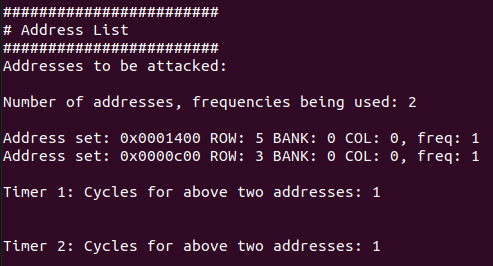 ########################
# Address List
########################
Addresses to be attacked:
Number of addresses, frequencies being used: 2
Address set: 0x0001400 ROW: 5 BANK: 0 COL: 0, freq: 1
Address set: 0x0000c00 ROW: 3 BANK: 0 COL: 0, freq: 1
Timer 1: Cycles for above two addresses: 1
Timer 2: Cycles for above two addresses: 1